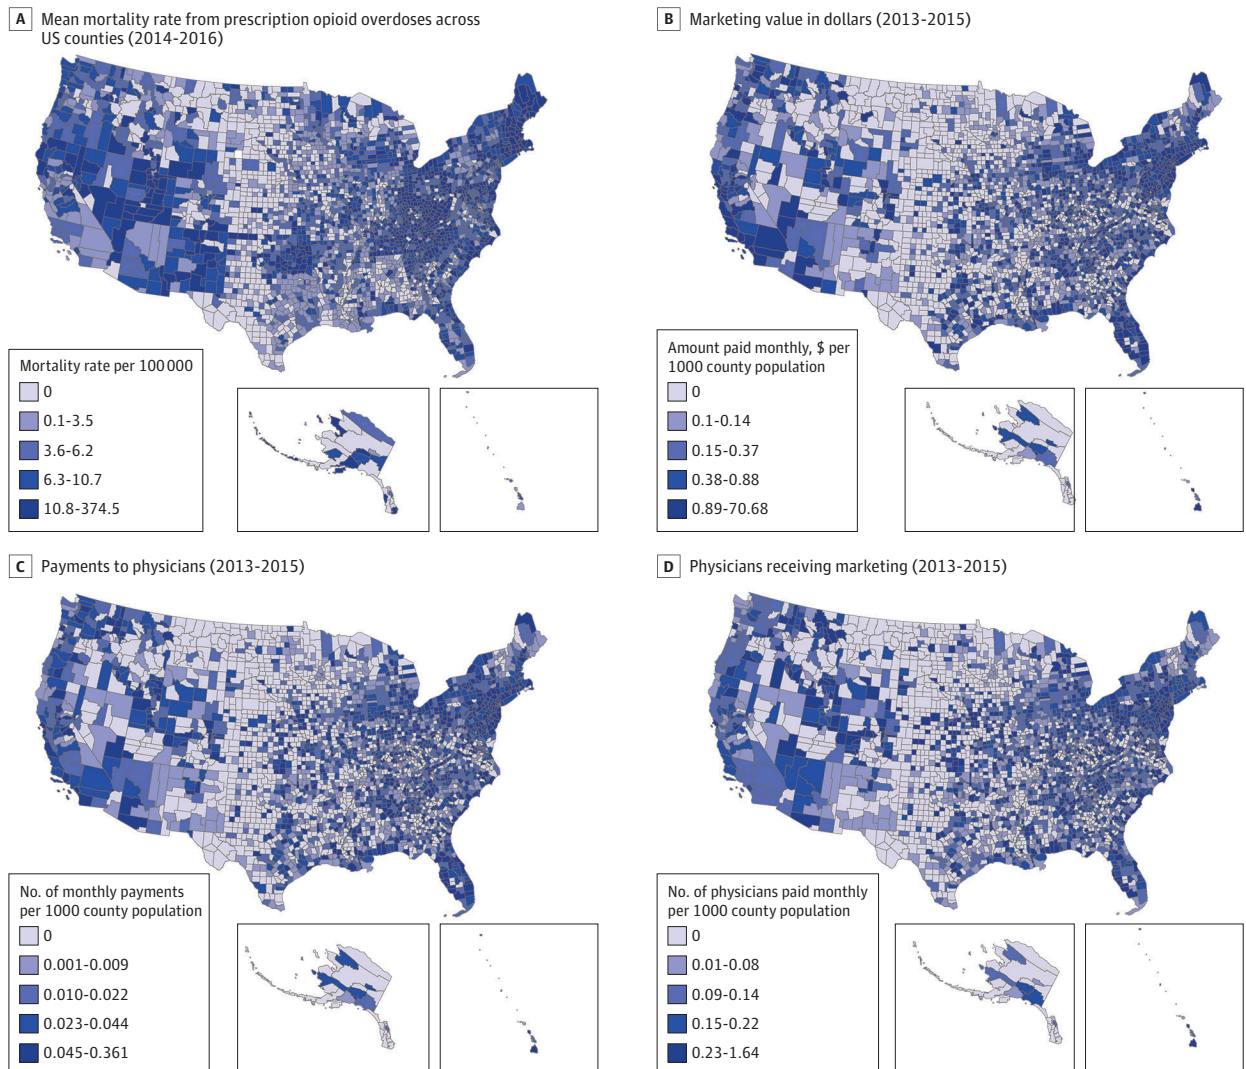 A Mean mortality rate from prescription opioid overdoses across
US counties (2014-2016)
Mortality rate per 100 000
0
0.1-3.5
3.6-6.2
6.3-10.7
10.8-374.5
B Marketing value in dollars (2013-2015)
Amount paid monthly, $ per
1000 county population
0
0.1-0.14
0.15-0.37
0.38-0.88
0.89-70.68
C Payments to physicians (2013-2015)
No. of monthly payments
per 1000 county population
0
0.001-0.009
0.010-0.022
0.023-0.044
0.045-0.361
D Physicians receiving marketing (2013-2015)
No. of physicians paid monthly
per 1000 county population
0
0.01-0.08
0.09-0.14
0.15-0.22
0.23-1.64